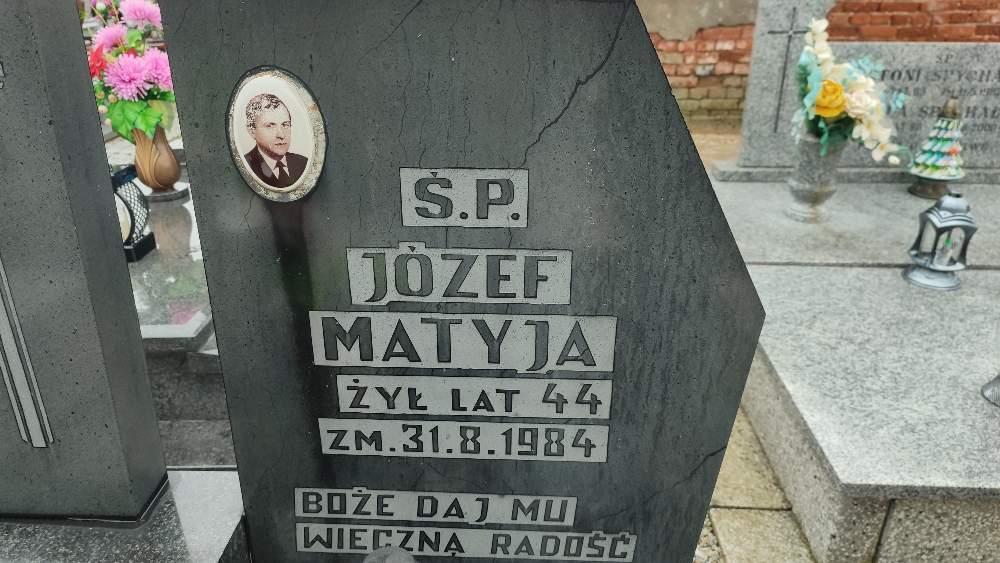 Ś.P.
JÓZEF
MATYJA
ŻYŁ LAT 44
ZM. 31.8.1984
BOŻE DAJ MU
WIECZNĄ RADOŚĆ
S.P.